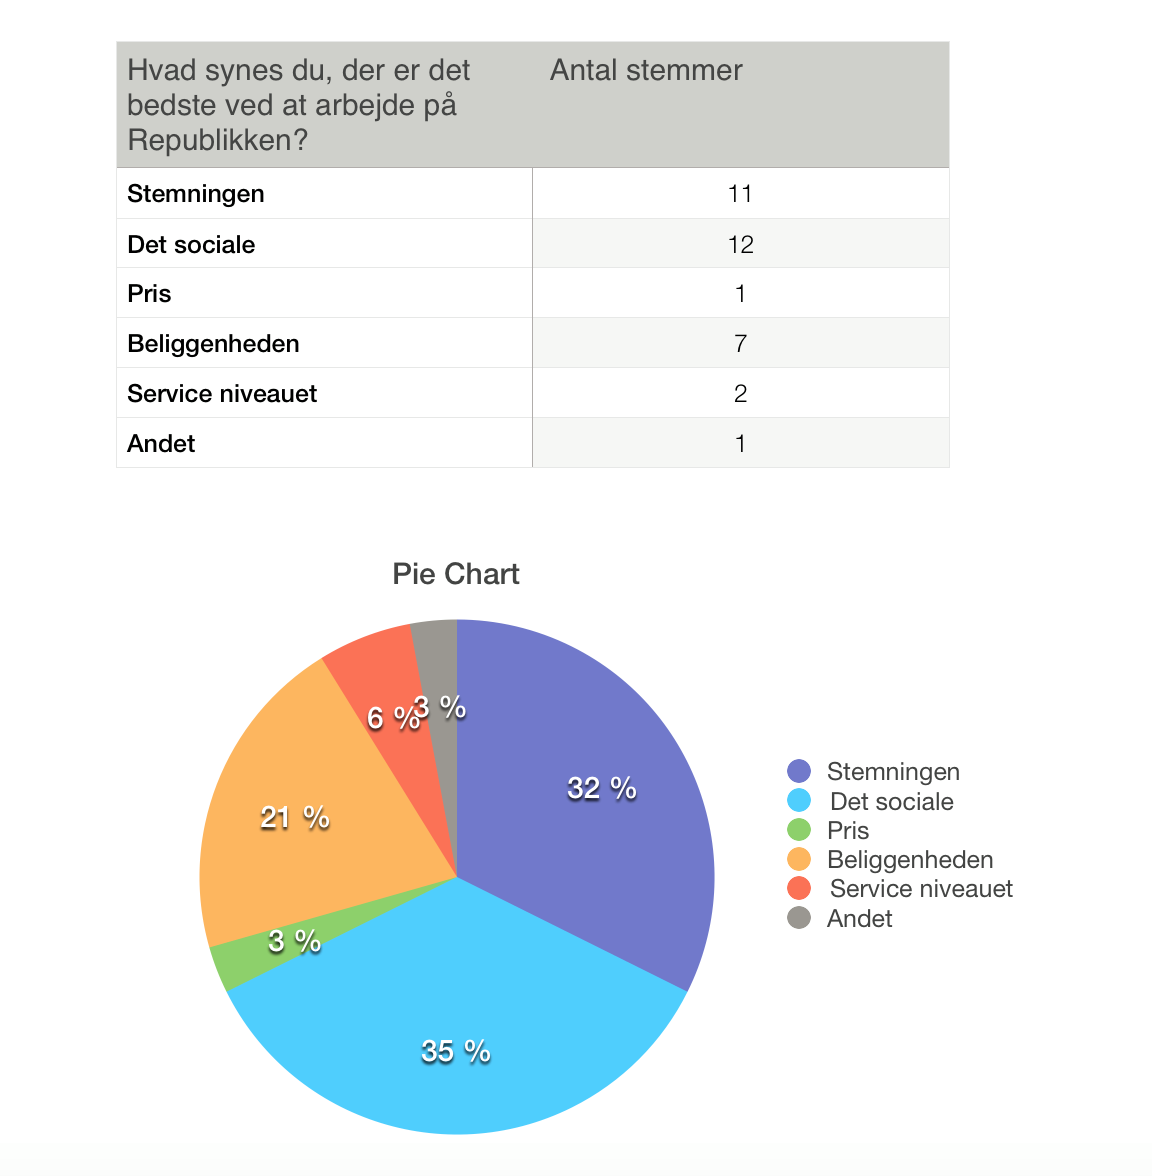 Hvad synes du, der er det
bedste ved at arbejde på
Republikken?
Antal stemmer
Stemningen 11
Det sociale 12
Pris 1
Beliggenheden 7
Service niveauet 2
Andet 1
Pie Chart
3 %
6 %
32 %
21 %
3 %
35 %
Stemningen
Det sociale
Pris
Beliggenheden
Service niveauet
Andet